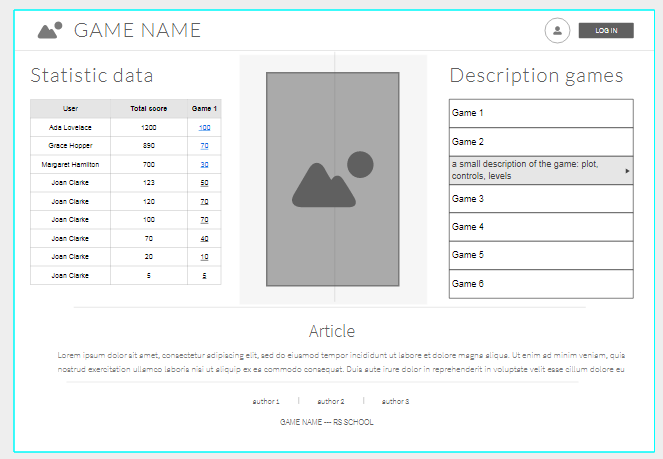 GAME NAME
LOG IN
Statistic data
User Total score Game 1
Ada Lovelace 1200 100
Grace Hopper 890 70
Margaret Hamilton 700 30
Joan Clarke 123 50
Joan Clarke 120 70
Joan Clarke 100 70
Joan Clarke 70 40
Joan Clarke 20 10
Joan Clarke 5 5
Description games
Game 1
Game 2
a small description of the game: plot,
controls, levels
Game 3
Game 4
Game 5
Game 6
Article
Lorem ipsum dolor sit amet, consectetur adipiscing elit, sed do eiusmod tempor incididunt ut labore et dolore magna aliqua. Ut enim ad minim veniam, quis
nostrud exercitation ullamco laboris nisi ut aliquip ex ea commodo consequat. Duis aute irure dolor in reprehenderit in voluptate velit esse cillum dolore eu
author 1 | author 2 | author 3
GAME NAME --- RS SCHOOL